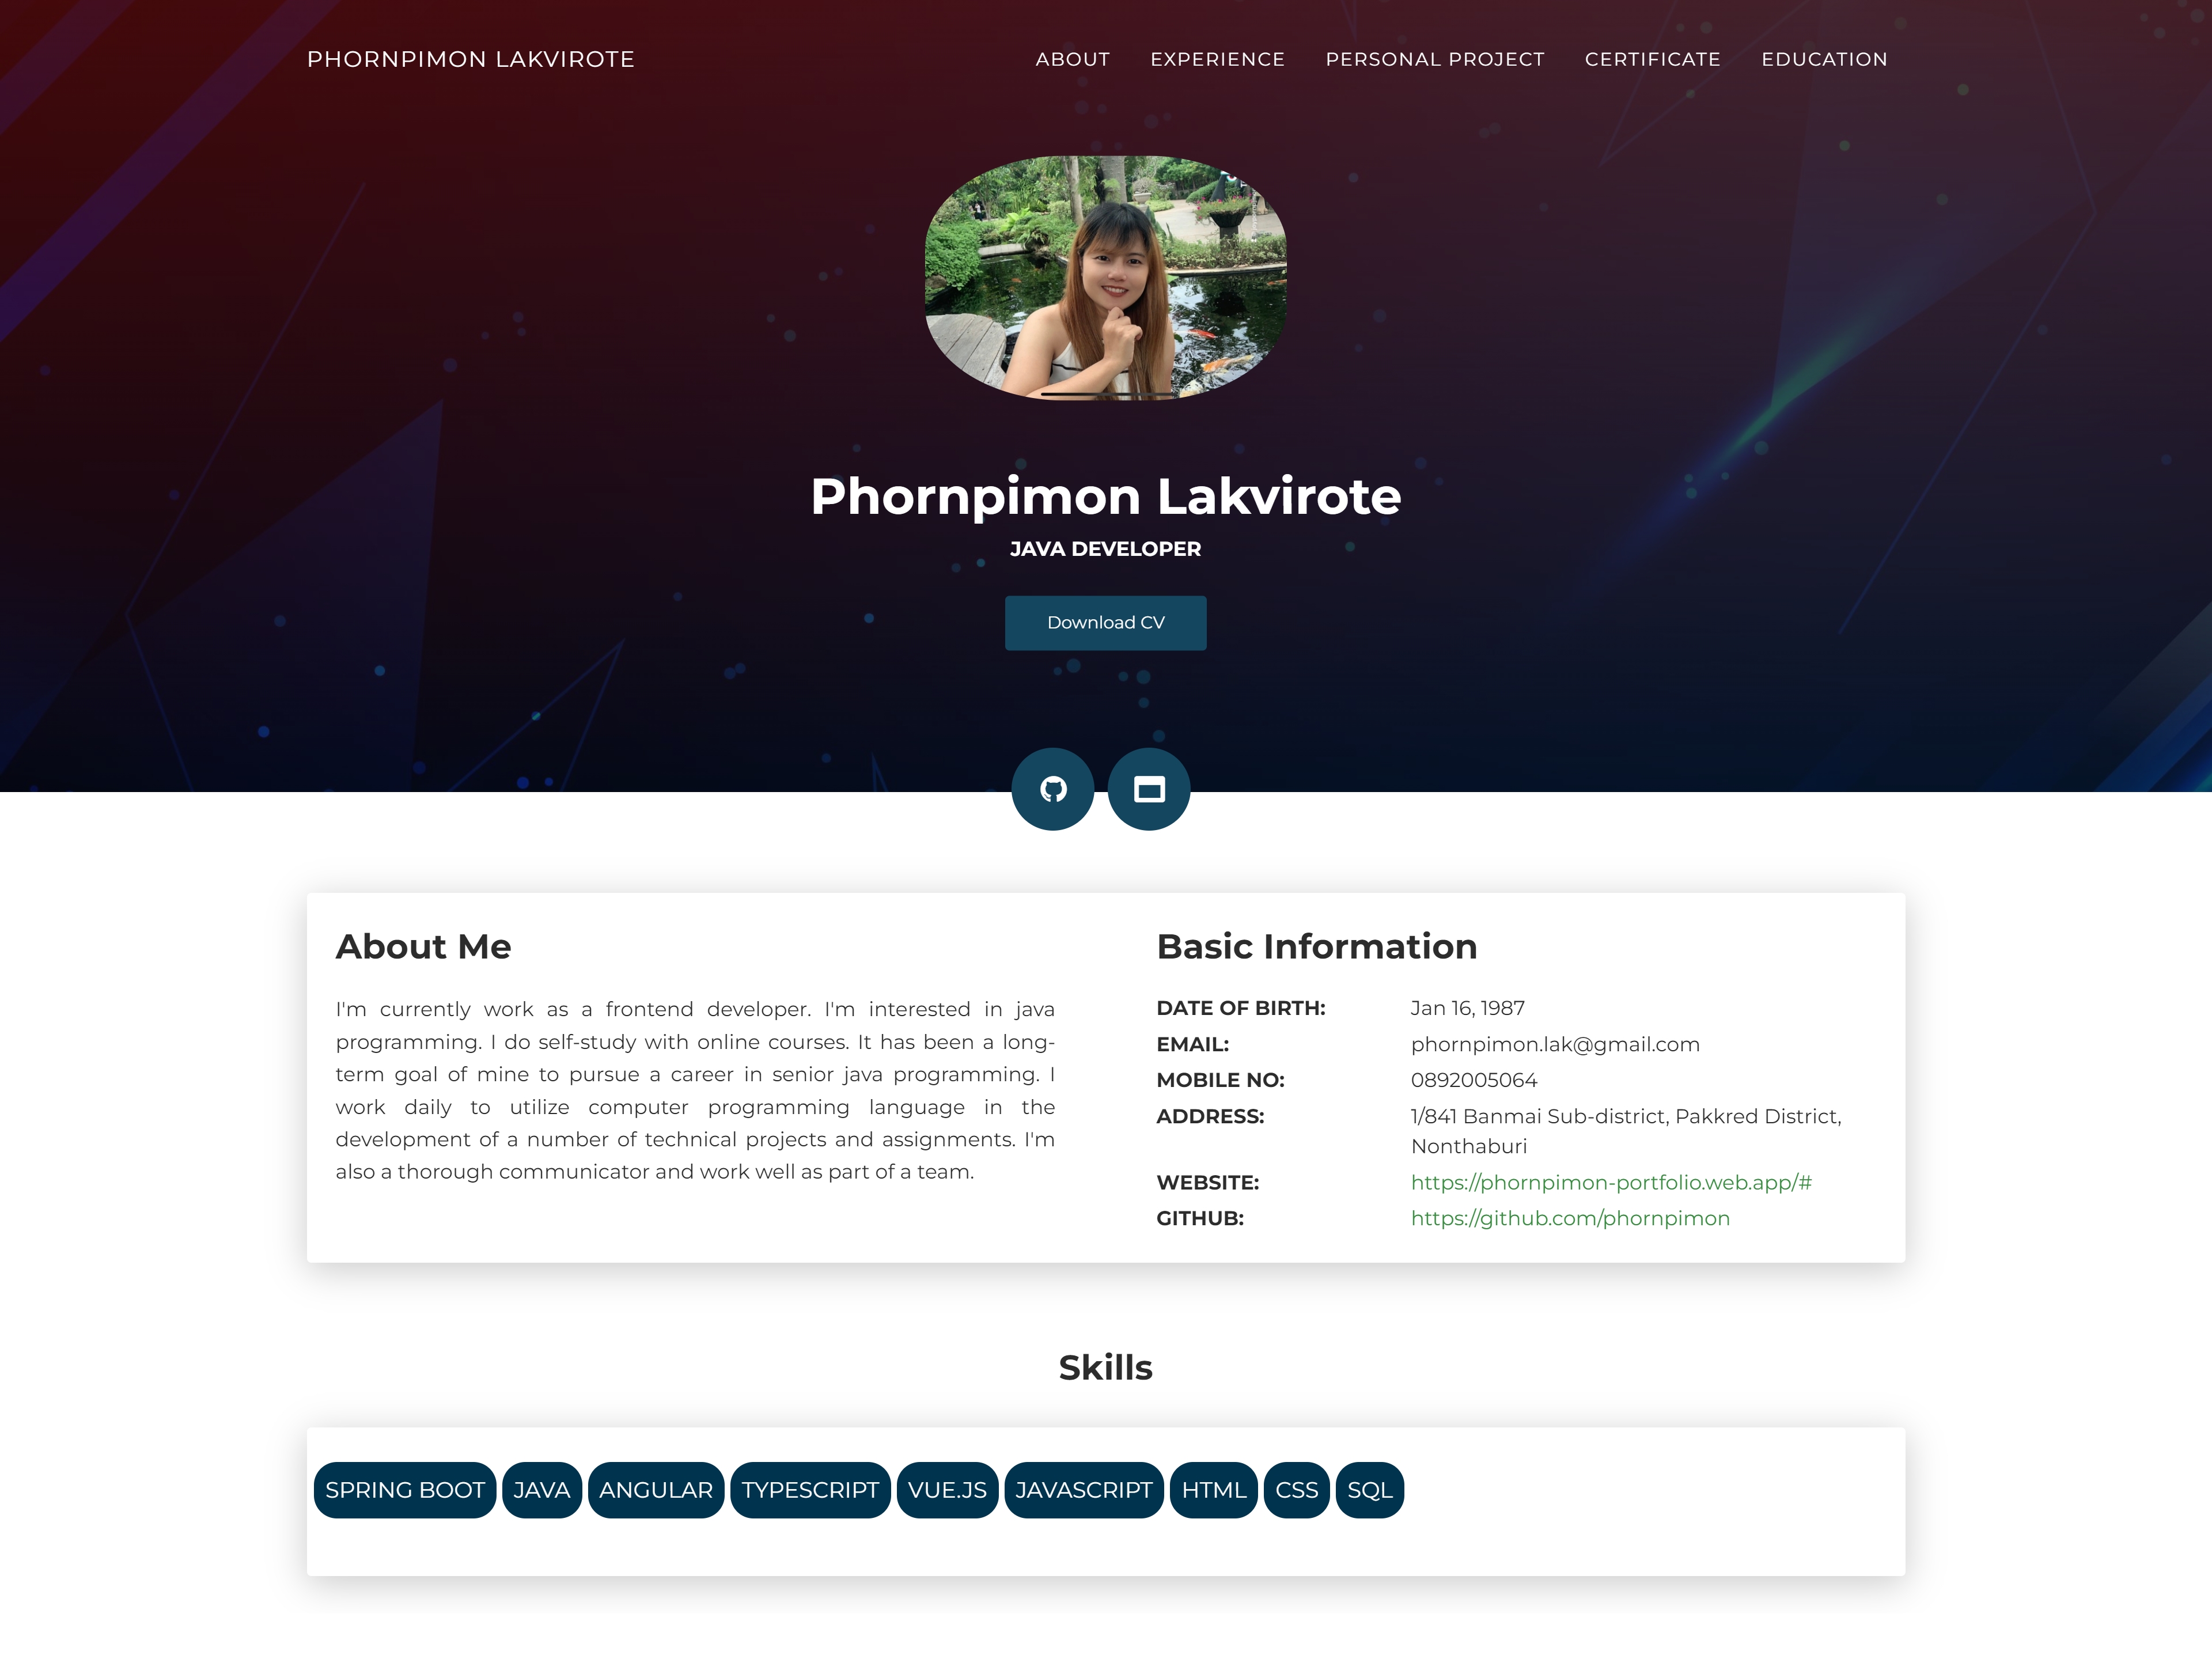 PHORNPIMON LAKVIROTE
ABOUT EXPERIENCE PERSONAL PROJECT CERTIFICATE EDUCATION
Phornpimon Lakvirote
JAVA DEVELOPER
Download CV
About Me
I'm currently work as a frontend developer. I'm interested in java
programming. I do self-study with online courses. It has been a long-
term goal of mine to pursue a career in senior java programming. I
work daily to utilize computer programming language in the
development of a number of technical projects and assignments. I'm
also a thorough communicator and work well as part of a team.
Basic Information
DATE OF BIRTH: Jan 16, 1987
EMAIL: phornpimon.lak@gmail.com
MOBILE NO: 0892005064
ADDRESS: 1/841 Banmai Sub-district, Pakkred District,
Nonthaburi
WEBSITE: https://phornpimon-portfolio.web.app/#
GITHUB: https://github.com/phornpimon
Skills
SPRING BOOT JAVA ANGULAR TYPESCRIPT VUE.JS JAVASCRIPT HTML CSS SQL